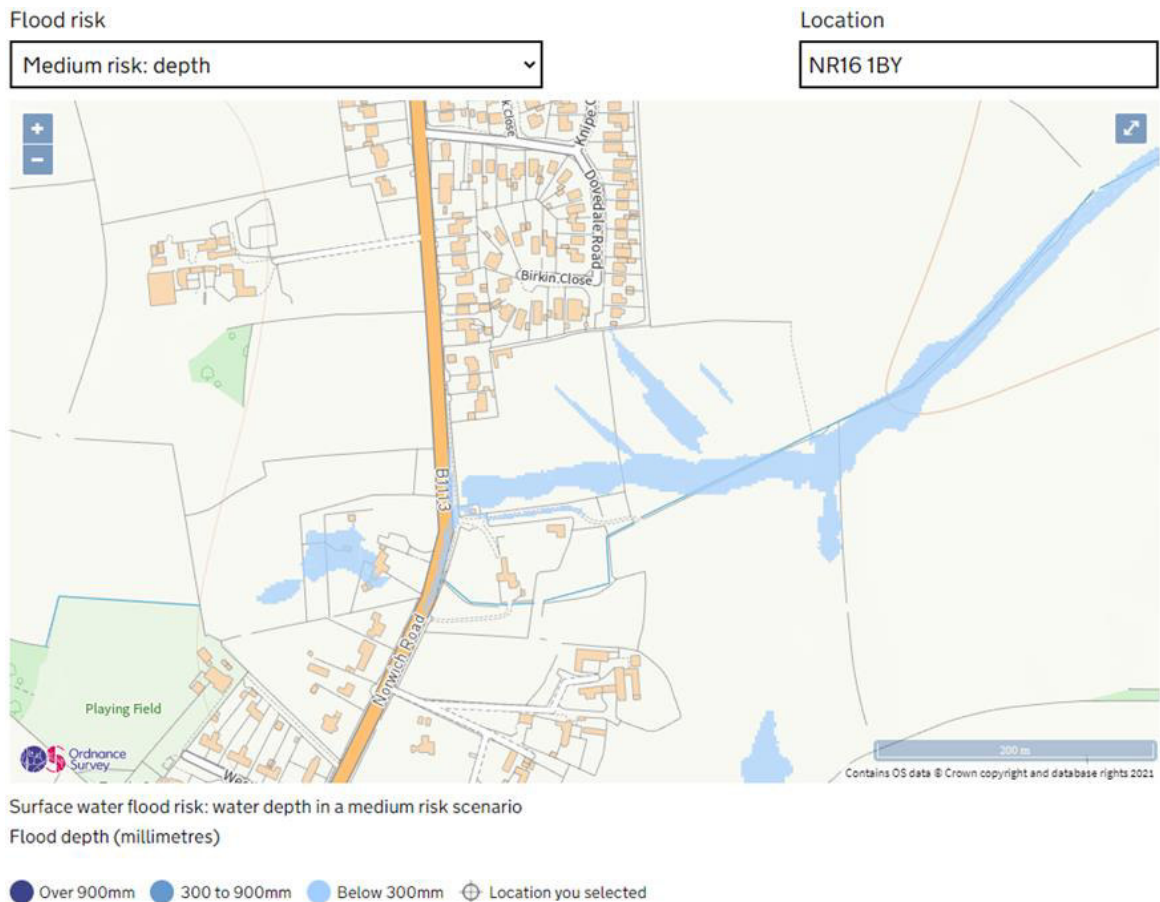 Flood risk
Location
Medium risk: depth
NR16 1BY
+
−
Close
Knipe
Dovedale Road
Birkin Close
B1113
Norwich Road
Playing Field
Ordnance
Survey
200 m
Contains OS data © Crown copyright and database rights 2021
Surface water flood risk: water depth in a medium risk scenario
Flood depth (millimetres)
Over 900mm
300 to 900mm
Below 300mm
Location you selected